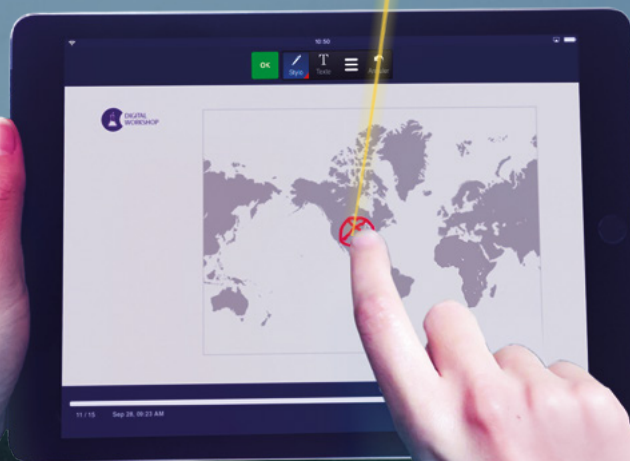 10:50
OK
Stylo
T
Texte
Annuler
DIGITAL
WORKSHOP
11 / 15
Sep 28, 09:23 AM